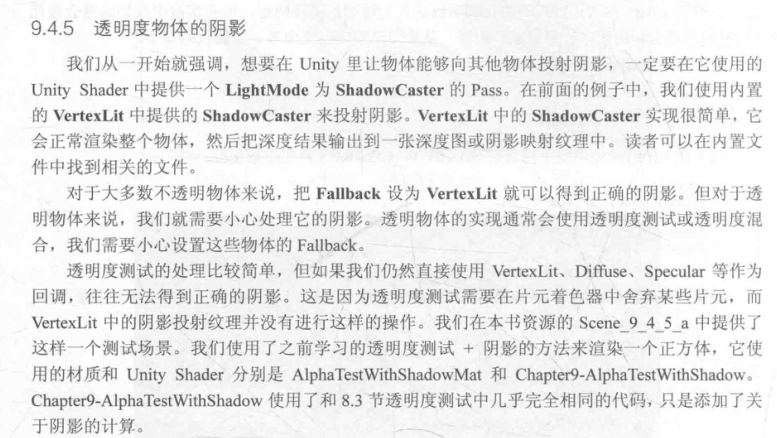 9.4.5 透明度物体的阴影
我们从一开始就强调，想要在 Unity 里让物体能够向其他物体投射阴影，一定要在它使用的
Unity Shader 中提供一个 LightMode 为 ShadowCaster 的 Pass。在前面的例子中，我们使用内置
的 VertexLit 中提供的 ShadowCaster 来投射阴影。VertexLit 中的 ShadowCaster 实现很简单，它
会正常渲染整个物体，然后把深度结果输出到一张深度图或阴影映射纹理中。读者可以在内置文
件中找到相关的文件。
对于大多数不透明物体来说，把 Fallback 设为 VertexLit 就可以得到正确的阴影。但对于透
明物体来说，我们就需要小心处理它的阴影。透明物体的实现通常会使用透明度测试或透明度混
合，我们需要小心设置这些物体的 Fallback。
透明度测试的处理比较简单，但如果我们仍然直接使用 VertexLit、Diffuse、Specular 等作为
回调，往往无法得到正确的阴影。这是因为透明度测试需要在片元着色器中舍弃某些片元，而
VertexLit 中的阴影投射纹理并没有进行这样的操作。我们在本书资源的 Scene_9_4_5_a 中提供了
这样一个测试场景。我们使用了之前学习的透明度测试 + 阴影的方法来渲染一个正方体，它使
用的材质和 Unity Shader 分别是 AlphaTestWithShadowMat 和 Chapter9-AlphaTestWithShadow。
Chapter9-AlphaTestWithShadow 使用了和 8.3 节透明度测试中几乎完全相同的代码，只是添加了关
于阴影的计算。